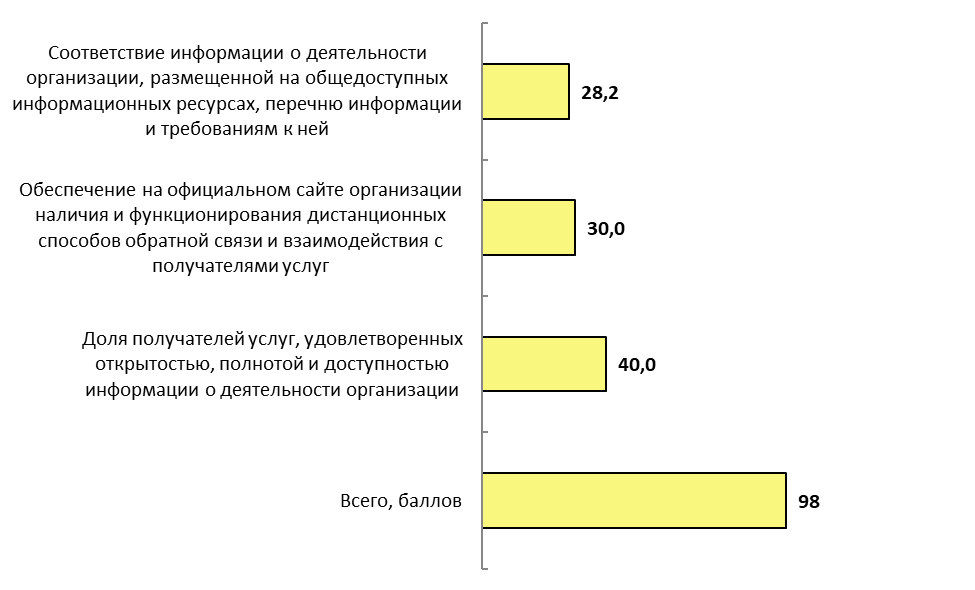 Соответствие информации о деятельности
организации, размещенной на общедоступных
информационных ресурсах, перечню информации
и требованиям к ней
28,2
Обеспечение на официальном сайте организации
наличия и функционирования дистанционных
способов обратной связи и взаимодействия с
получателями услуг
30,0
Доля получателей услуг, удовлетворенных
открытостью, полнотой и доступностью
информации о деятельности организации
40,0
Всего, баллов
98